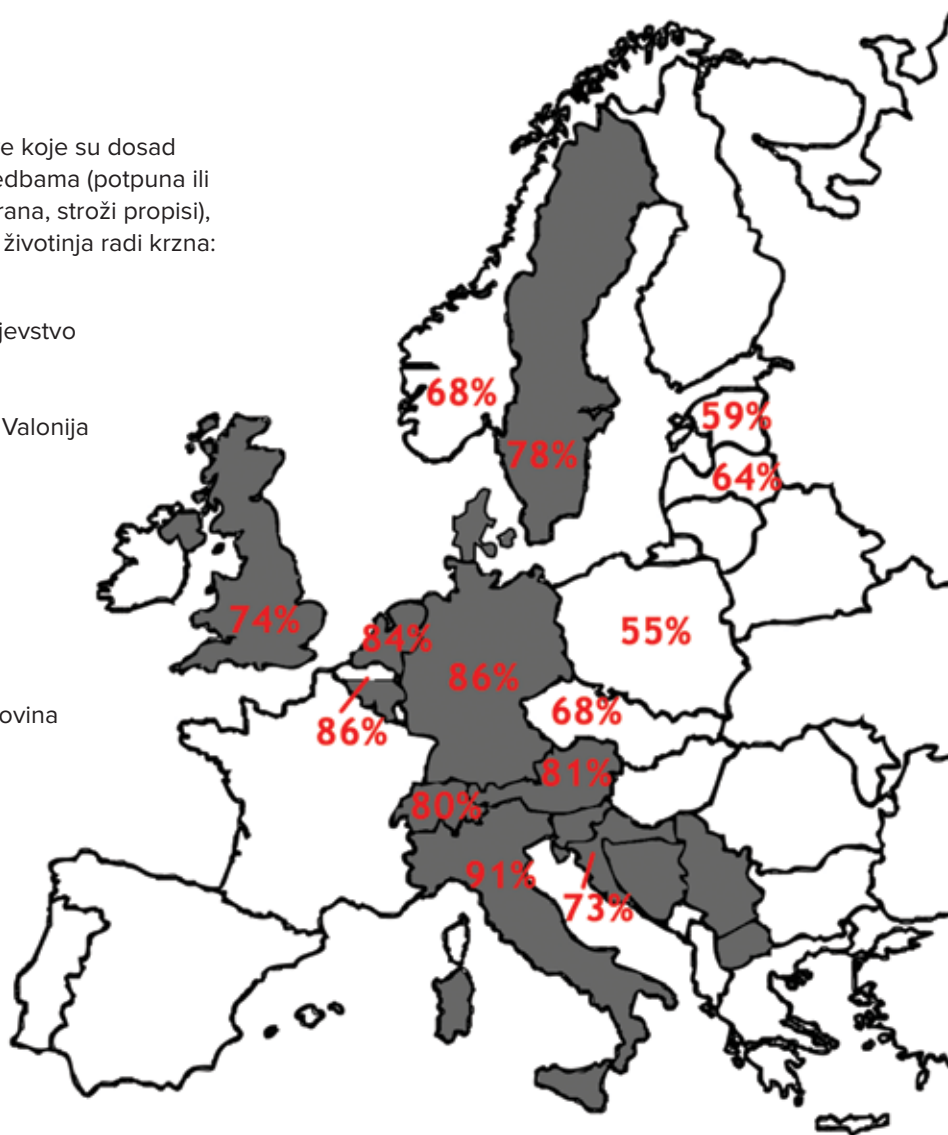 e koje su dosad
edbama (potpuna ili
rana, stroži propisi),
životinja radi krzna:
jevstvo
Valonija
ovina
68%
78%
59%
64%
74%
84%
86%
55%
86%
68%
81%
80%
91%
73%